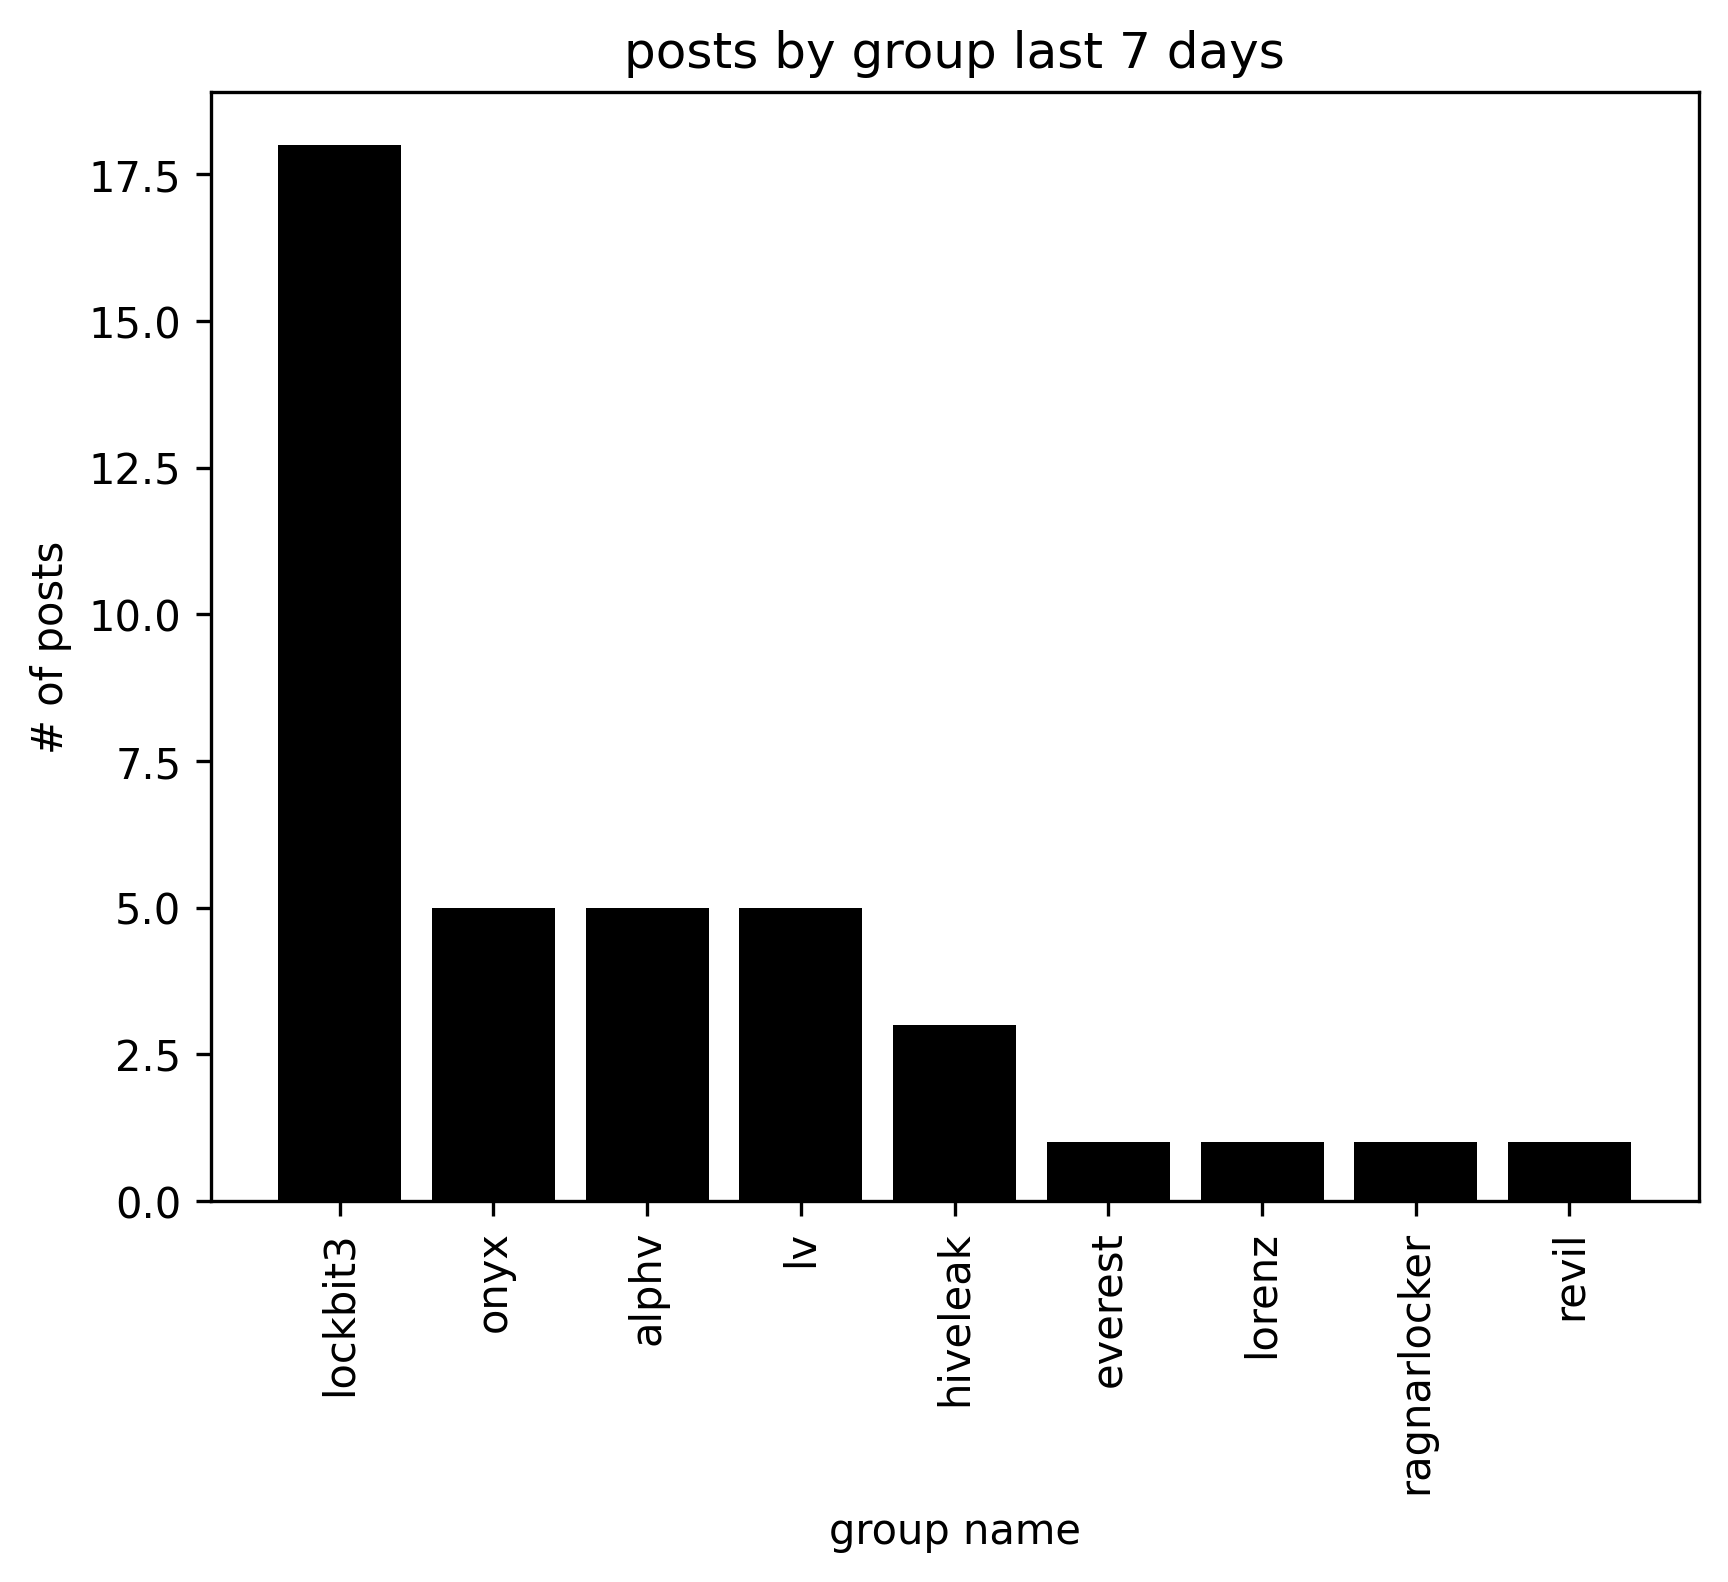 posts by group last 7 days
# of posts
17.5
15.0
12.5
10.0
7.5
5.0
2.5
0.0
lockbit3
onyx
alphv
lv
hiveleak
everest
lorenz
ragnarlocker
revil
group name